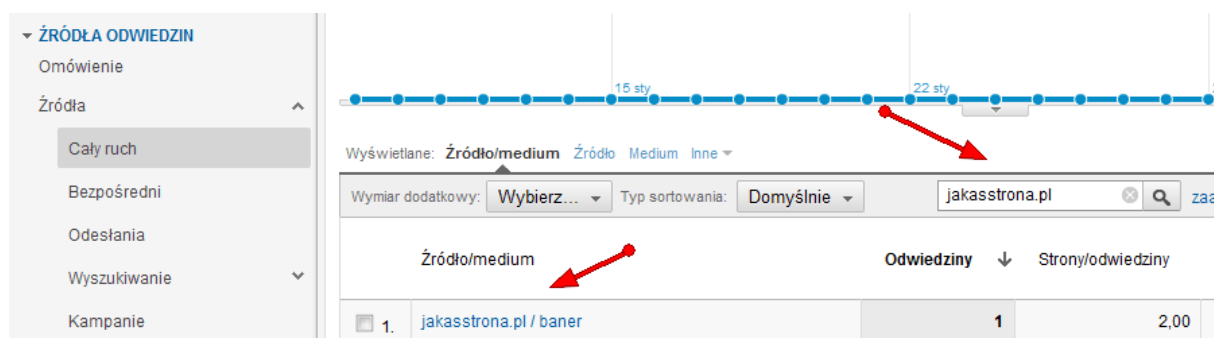 ŹRÓDŁA ODWIEDZIN
Omówienie
Źródła
Cały ruch
Bezpośredni
Odesłania
Wyszukiwanie
Kampanie
15 sty
22 sty
Wyświetlane: Źródło/medium Źródło Medium Inne
Wymiar dodatkowy: Wybierz... Typ sortowania: Domyślnie jakasstrona.pl
Źródło/medium Odwiedziny Strony/odwiedziny
1. jakasstrona.pl / baner 1 2,00